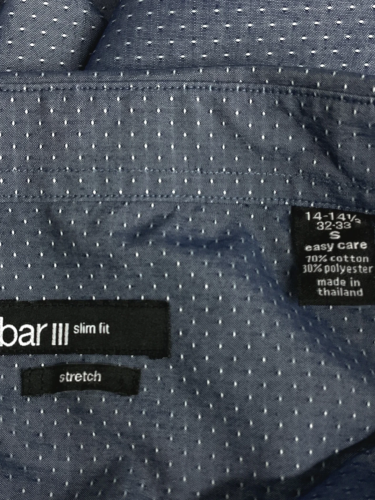 14-14½
32-33
S
easy care
70% cotton
30% polyester
made in
thailand
bar III slim fit
stretch